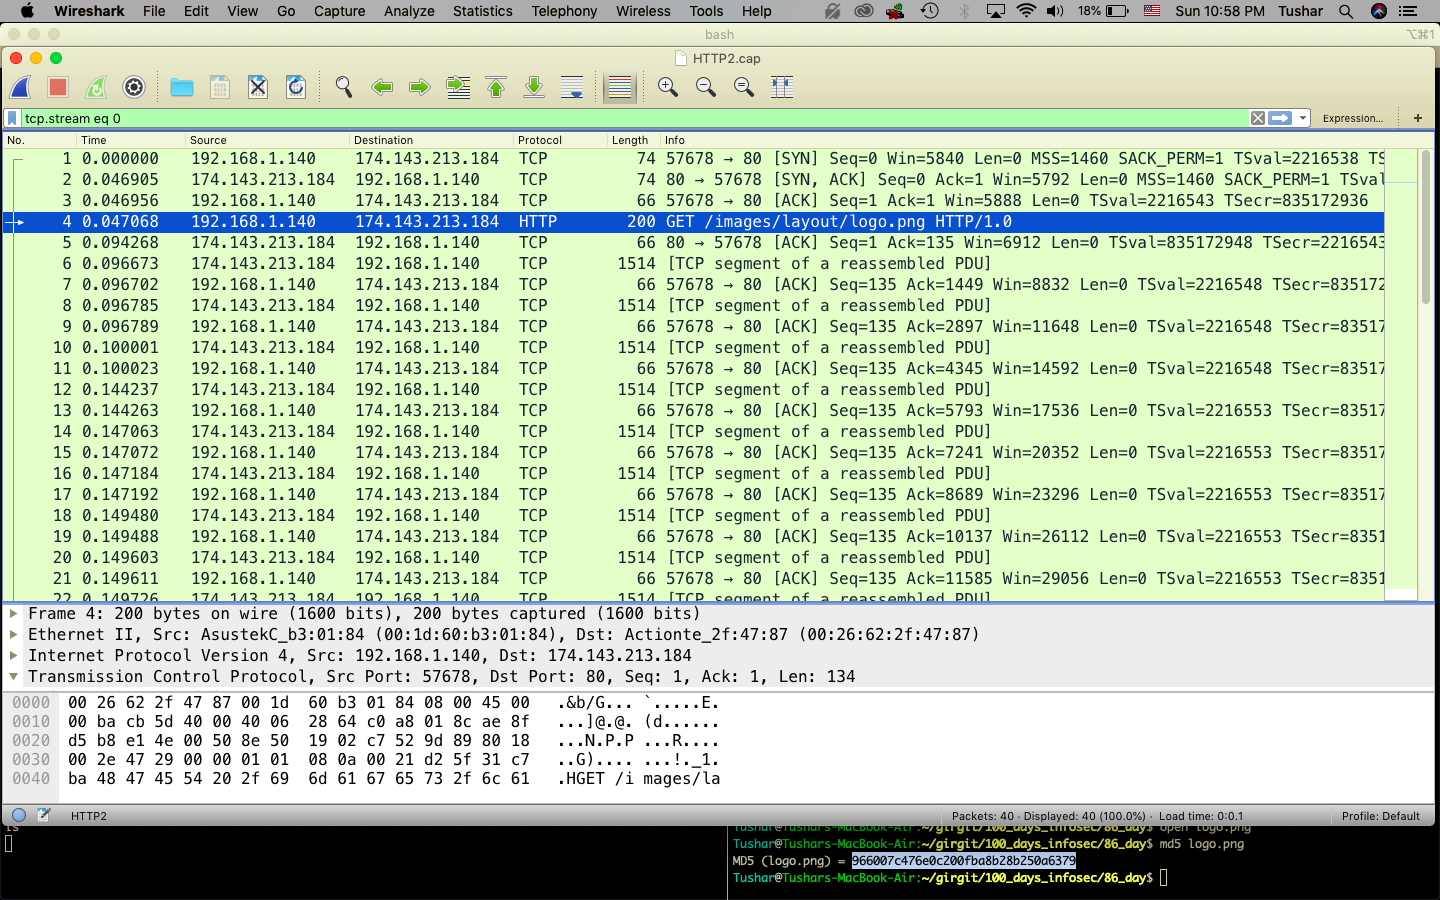 Wireshark File Edit View Go Capture Analyze Statistics Telephony Wireless Tools Help 18% Sun 10:58 PM Tushar
bash ⌥⌘1
HTTP2.cap
tcp.stream eq 0 Expression... +
No. Time Source Destination Protocol Length Info
1 0.000000 192.168.1.140 174.143.213.184 TCP 74 57678 → 80 [SYN] Seq=0 Win=5840 Len=0 MSS=1460 SACK_PERM=1 TSval=2216538 TS
2 0.046905 174.143.213.184 192.168.1.140 TCP 74 80 → 57678 [SYN, ACK] Seq=0 Ack=1 Win=5792 Len=0 MSS=1460 SACK_PERM=1 TSval
3 0.046956 192.168.1.140 174.143.213.184 TCP 66 57678 → 80 [ACK] Seq=1 Ack=1 Win=5888 Len=0 TSval=2216543 TSecr=835172936
4 0.047068 192.168.1.140 174.143.213.184 HTTP 200 GET /images/layout/logo.png HTTP/1.0
5 0.094268 174.143.213.184 192.168.1.140 TCP 66 80 → 57678 [ACK] Seq=1 Ack=135 Win=6912 Len=0 TSval=835172948 TSecr=2216543
6 0.096673 174.143.213.184 192.168.1.140 TCP 1514 [TCP segment of a reassembled PDU]
7 0.096702 192.168.1.140 174.143.213.184 TCP 66 57678 → 80 [ACK] Seq=135 Ack=1449 Win=8832 Len=0 TSval=2216548 TSecr=835172
8 0.096785 174.143.213.184 192.168.1.140 TCP 1514 [TCP segment of a reassembled PDU]
9 0.096789 192.168.1.140 174.143.213.184 TCP 66 57678 → 80 [ACK] Seq=135 Ack=2897 Win=11648 Len=0 TSval=2216548 TSecr=83517
10 0.100001 174.143.213.184 192.168.1.140 TCP 1514 [TCP segment of a reassembled PDU]
11 0.100023 192.168.1.140 174.143.213.184 TCP 66 57678 → 80 [ACK] Seq=135 Ack=4345 Win=14592 Len=0 TSval=2216548 TSecr=83517
12 0.144237 174.143.213.184 192.168.1.140 TCP 1514 [TCP segment of a reassembled PDU]
13 0.144263 192.168.1.140 174.143.213.184 TCP 66 57678 → 80 [ACK] Seq=135 Ack=5793 Win=17536 Len=0 TSval=2216553 TSecr=83517
14 0.147063 174.143.213.184 192.168.1.140 TCP 1514 [TCP segment of a reassembled PDU]
15 0.147072 192.168.1.140 174.143.213.184 TCP 66 57678 → 80 [ACK] Seq=135 Ack=7241 Win=20352 Len=0 TSval=2216553 TSecr=83517
16 0.147184 174.143.213.184 192.168.1.140 TCP 1514 [TCP segment of a reassembled PDU]
17 0.147192 192.168.1.140 174.143.213.184 TCP 66 57678 → 80 [ACK] Seq=135 Ack=8689 Win=23296 Len=0 TSval=2216553 TSecr=83517
18 0.149480 174.143.213.184 192.168.1.140 TCP 1514 [TCP segment of a reassembled PDU]
19 0.149488 192.168.1.140 174.143.213.184 TCP 66 57678 → 80 [ACK] Seq=135 Ack=10137 Win=26112 Len=0 TSval=2216553 TSecr=8351
20 0.149603 174.143.213.184 192.168.1.140 TCP 1514 [TCP segment of a reassembled PDU]
21 0.149611 192.168.1.140 174.143.213.184 TCP 66 57678 → 80 [ACK] Seq=135 Ack=11585 Win=29056 Len=0 TSval=2216553 TSecr=8351
22 0.149726 174.143.213.184 192.168.1.140 TCP 1514 [TCP segment of a reassembled PDU]
Frame 4: 200 bytes on wire (1600 bits), 200 bytes captured (1600 bits)
Ethernet II, Src: AsustekC_b3:01:84 (00:1d:60:b3:01:84), Dst: Actionte_2f:47:87 (00:26:62:2f:47:87)
Internet Protocol Version 4, Src: 192.168.1.140, Dst: 174.143.213.184
Transmission Control Protocol, Src Port: 57678, Dst Port: 80, Seq: 1, Ack: 1, Len: 134
0000 00 26 62 2f 47 87 00 1d 60 b3 01 84 08 00 45 00 .&b/G... `.....E.
0010 00 ba cb 5d 40 00 40 06 28 64 c0 a8 01 8c ae 8f ...]@.@. (d......
0020 d5 b8 e1 4e 00 50 8e 50 19 02 c7 52 9d 89 80 18 ...N.P.P ...R....
0030 00 2e 47 29 00 00 01 01 08 0a 00 21 d2 5f 31 c7 ..G).... ...!._1.
0040 ba 48 47 45 54 20 2f 69 6d 61 67 65 73 2f 6c 61 .HGET /i mages/la
HTTP2 Packets: 40 · Displayed: 40 (100.0%) · Load time: 0:0.1 Profile: Default
ls
Tushar@Tushars-MacBook-Air:~/girgit/100_days_infosec/86_day$ open logo.png
Tushar@Tushars-MacBook-Air:~/girgit/100_days_infosec/86_day$ md5 logo.png
MD5 (logo.png) = 966007c476e0c200fba8b28b250a6379
Tushar@Tushars-MacBook-Air:~/girgit/100_days_infosec/86_day$